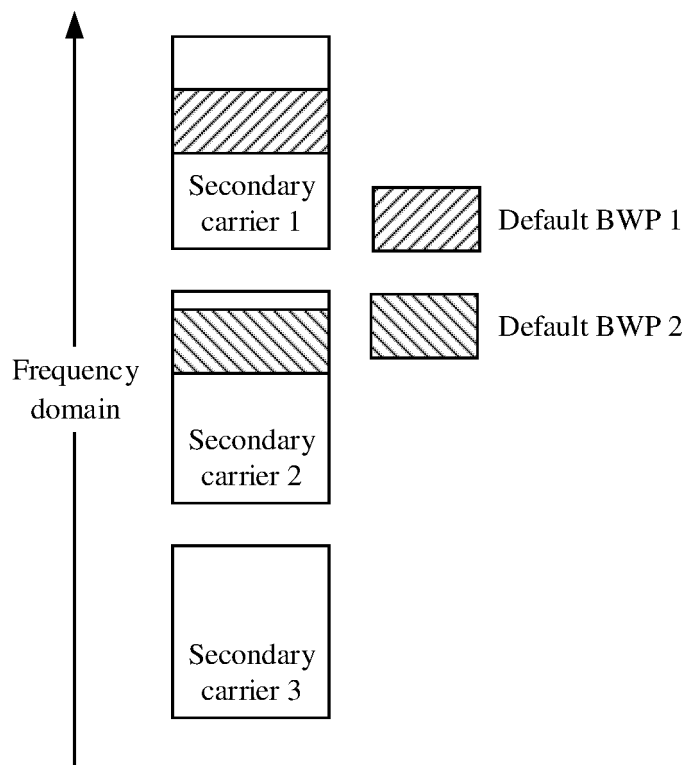 Secondary
carrier 1
Default BWP 1
Default BWP 2
Frequency
domain
Secondary
carrier 2
Secondary
carrier 3